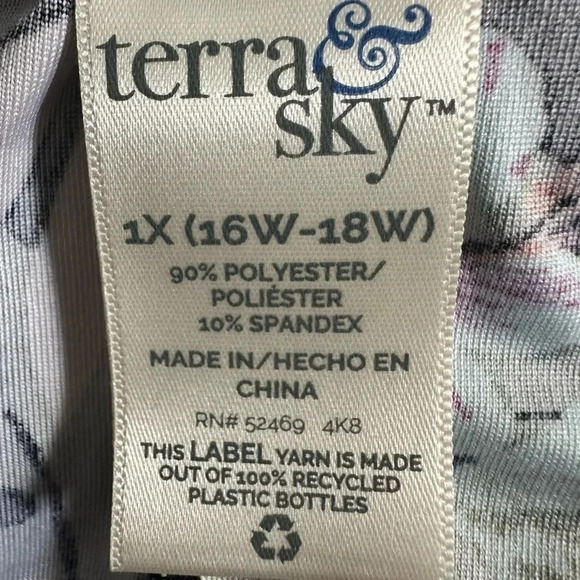 terra &
sky™
1X (16W-18W)
90% POLYESTER/
POLIÉSTER
10% SPANDEX
MADE IN/HECHO EN
CHINA
RN# 52469 4K8
THIS LABEL YARN IS MADE
OUT OF 100% RECYCLED
PLASTIC BOTTLES